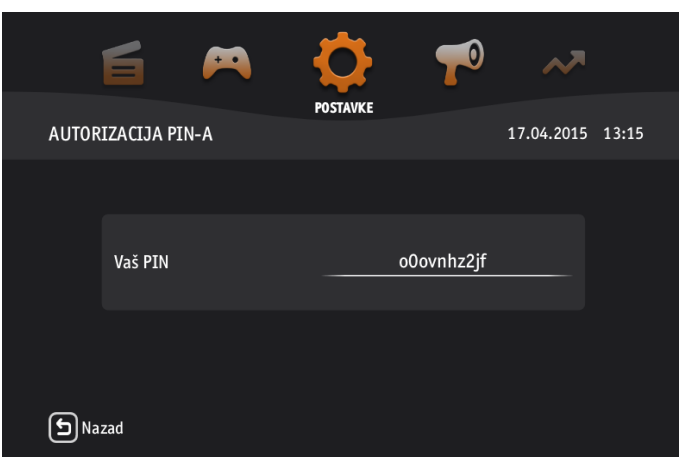 POSTAVKE
AUTORIZACIJA PIN-A 17.04.2015 13:15
Vaš PIN o0ovnhz2jf
Nazad